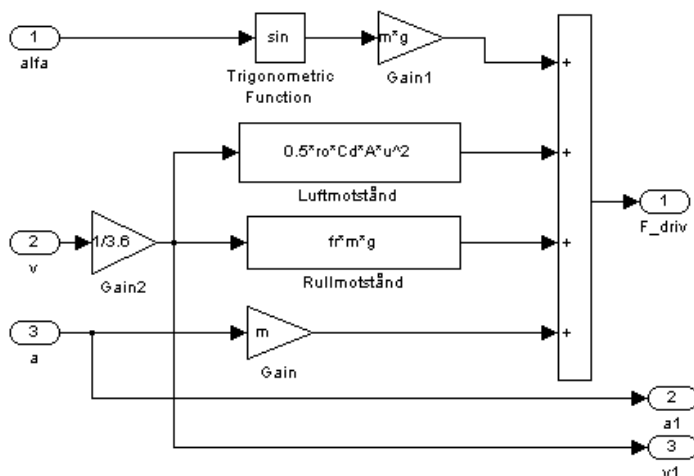 1
alfa
sin
Trigonometric
Function
m*g
Gain1
+
0.5*ro*Cd*A*u^2
Luftmotstånd
+
1
F_driv
2
v
1/3.6
Gain2
fr*m*g
Rullmotstånd
+
3
a
m
Gain
+
2
a1
3
v1